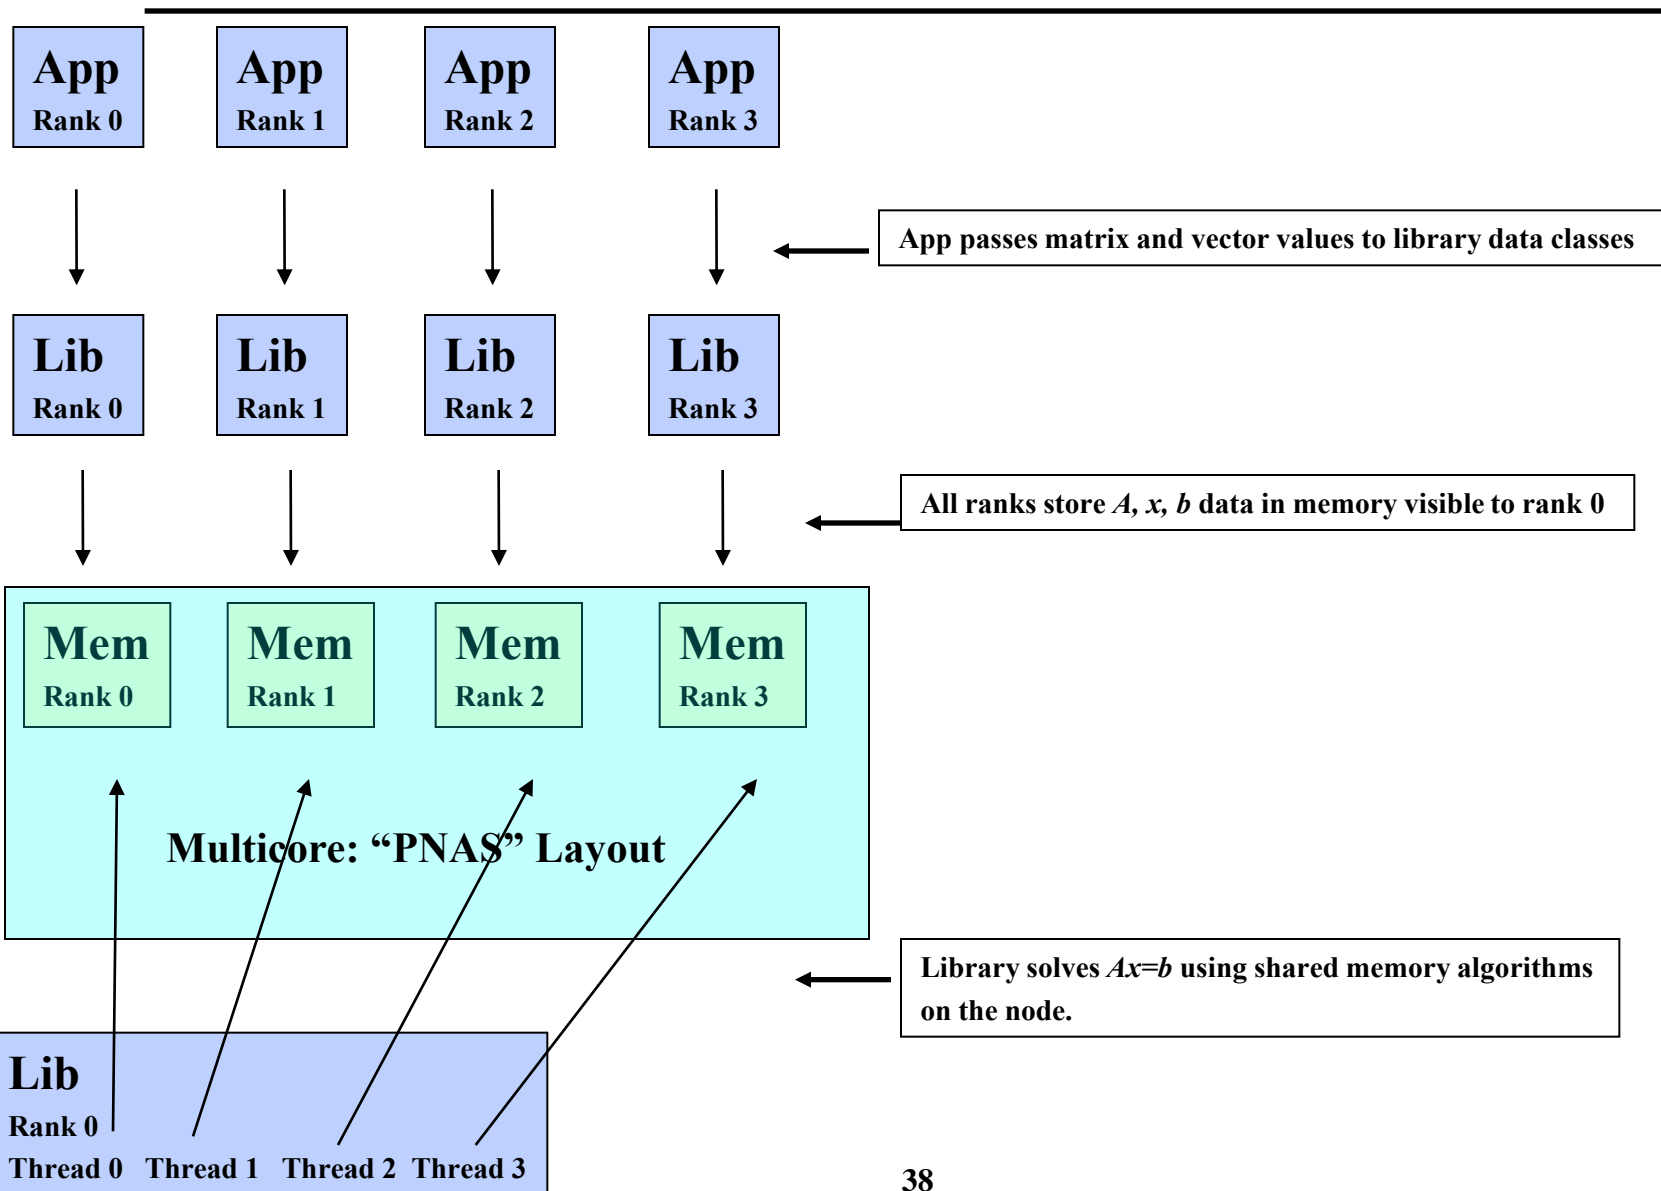 App App App App
Rank 0 Rank 1 Rank 2 Rank 3
App passes matrix and vector values to library data classes
Lib Lib Lib Lib
Rank 0 Rank 1 Rank 2 Rank 3
All ranks store A, x, b data in memory visible to rank 0
Mem Mem Mem Mem
Rank 0 Rank 1 Rank 2 Rank 3
Multicore: “PNAS” Layout
Library solves Ax=b using shared memory algorithms
on the node.
Lib
Rank 0
Thread 0 Thread 1 Thread 2 Thread 3
38